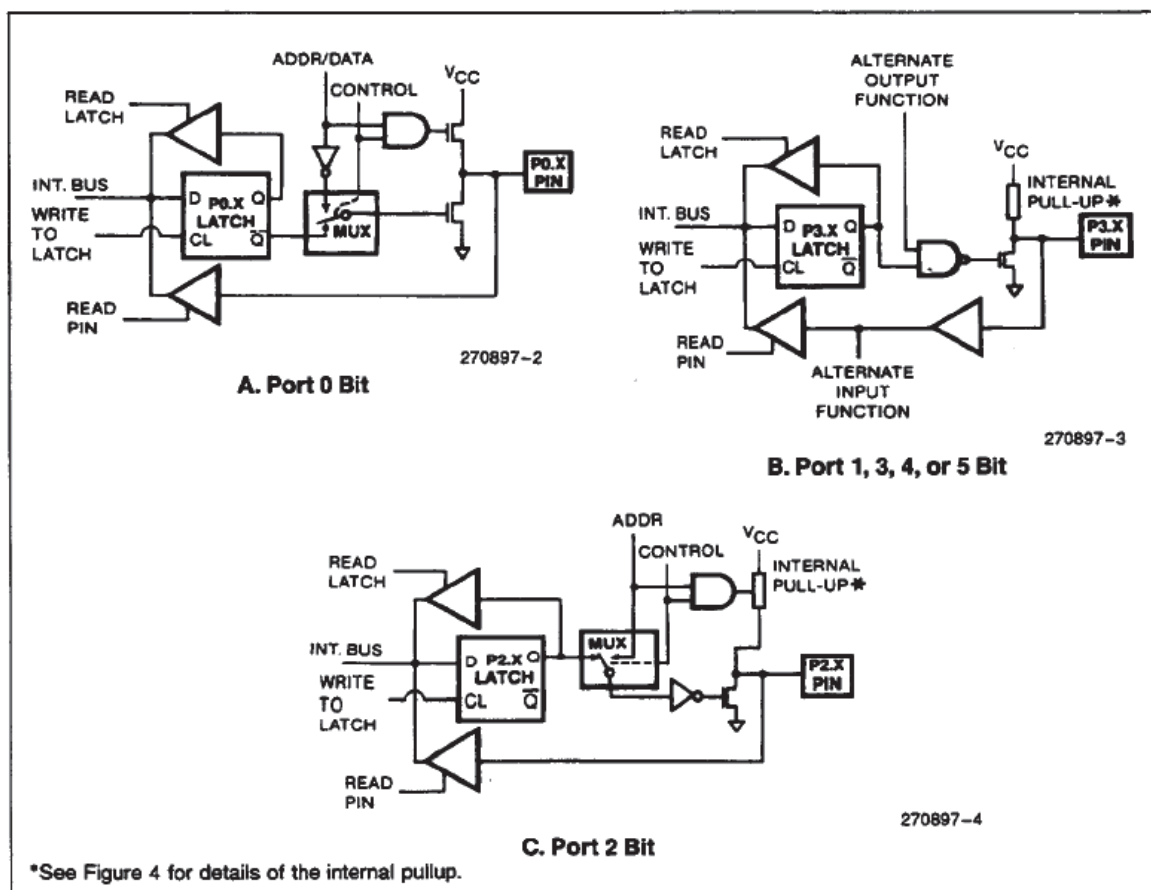 ADDR/DATA
CONTROL
VCC
READ
LATCH
INT. BUS
WRITE
TO
LATCH
D P0.X Q
LATCH
CL Q
MUX
P0.X
PIN
READ
PIN
270897-2
A. Port 0 Bit
ALTERNATE
OUTPUT
FUNCTION
READ
LATCH
VCC
INTERNAL
PULL-UP*
INT. BUS
WRITE
TO
LATCH
D P3.X Q
LATCH
CL Q
P3.X
PIN
READ
PIN
ALTERNATE
INPUT
FUNCTION
270897-3
B. Port 1, 3, 4, or 5 Bit
ADDR
CONTROL
VCC
INTERNAL
PULL-UP*
READ
LATCH
INT. BUS
WRITE
TO
LATCH
D P2.X Q
LATCH
CL Q
MUX
P2.X
PIN
READ
PIN
270897-4
C. Port 2 Bit
*See Figure 4 for details of the internal pullup.